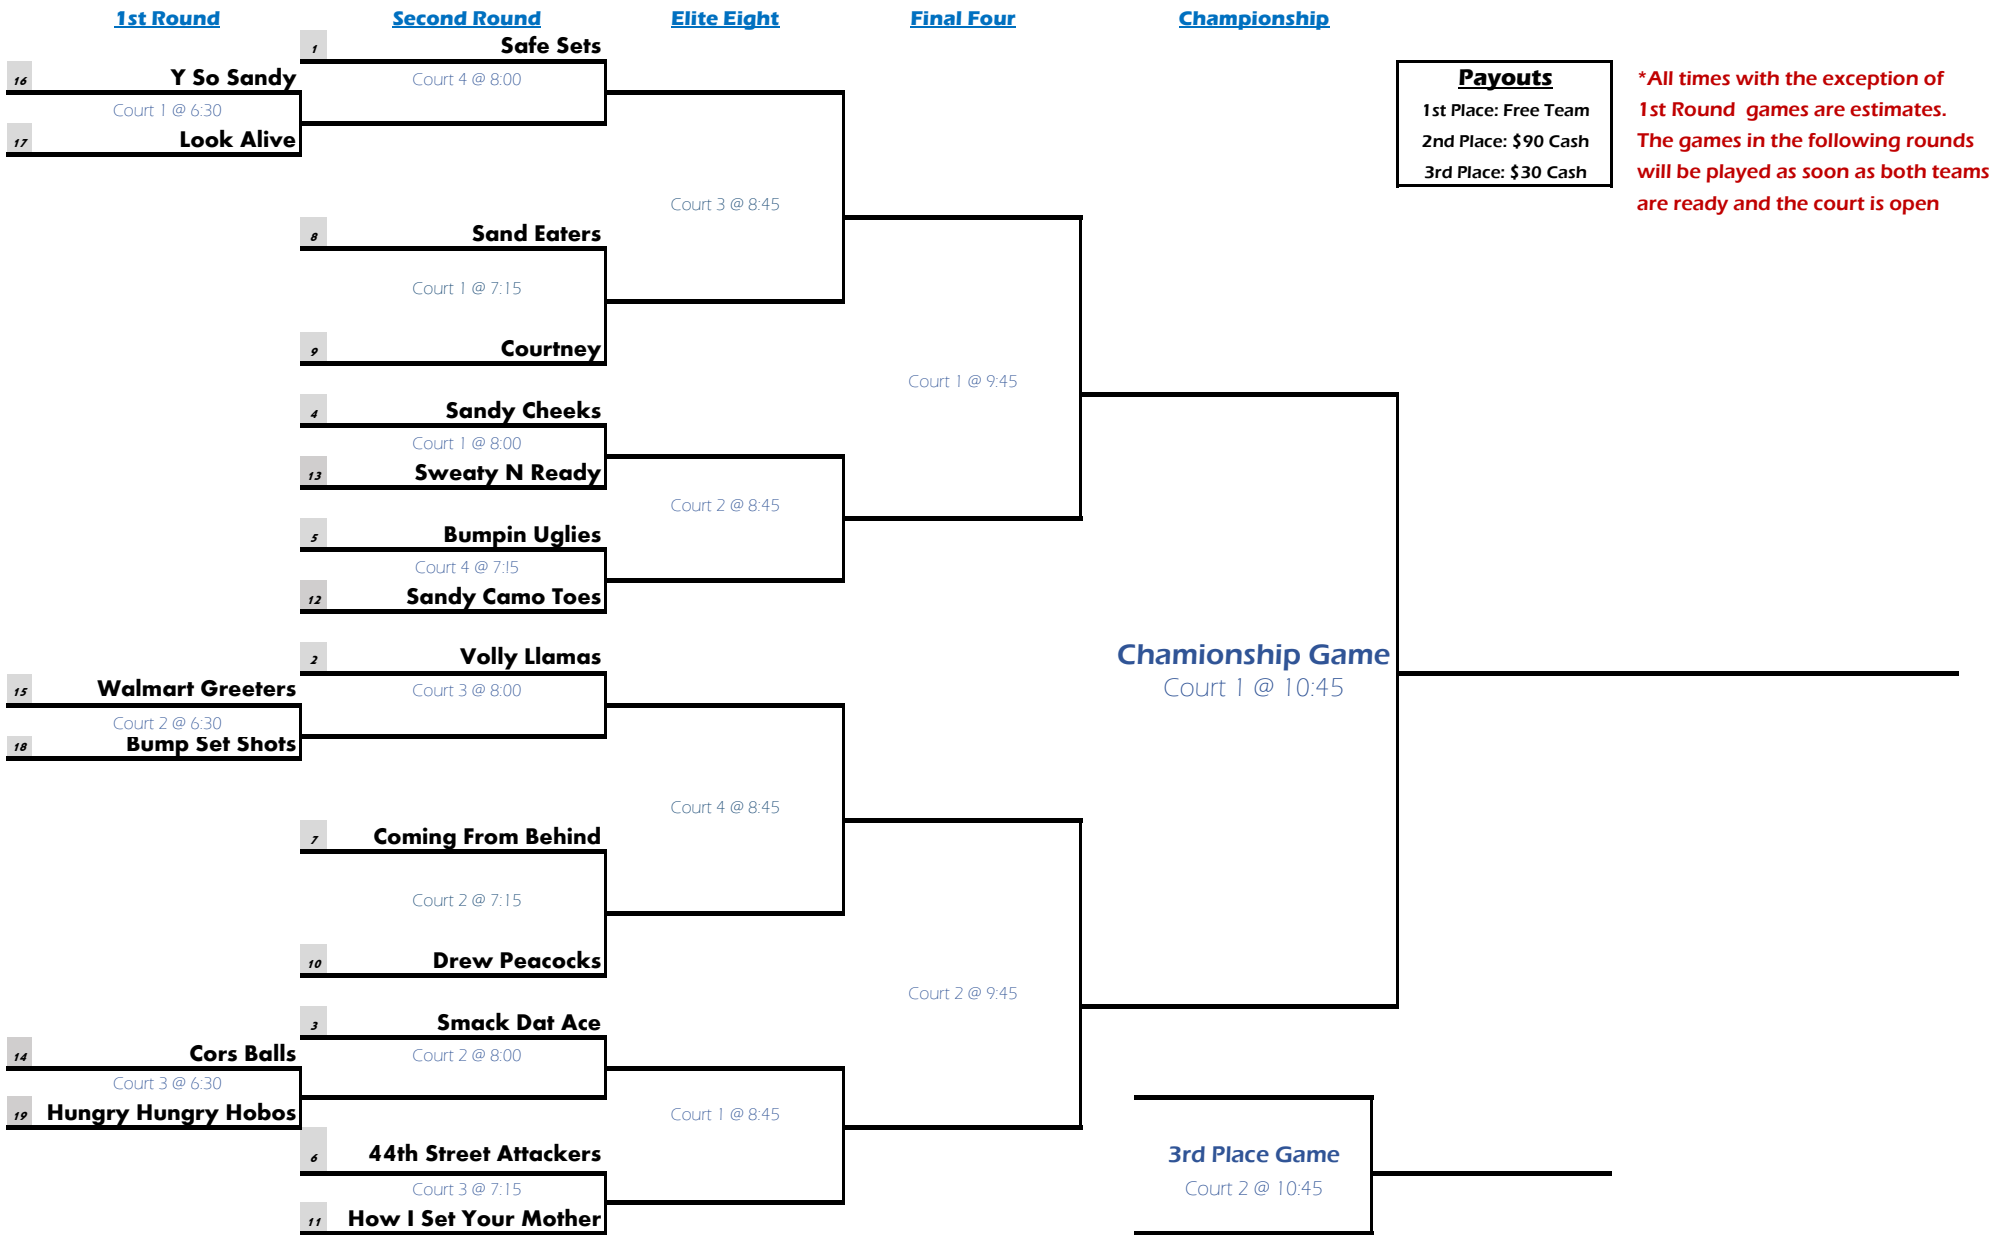 1st Round
Second Round
Elite Eight
Final Four
Championship
1 Safe Sets
16 Y So Sandy
Court 4 @ 8:00
Court 1 @ 6:30
17 Look Alive
Payouts
1st Place: Free Team
2nd Place: $90 Cash
3rd Place: $30 Cash
*All times with the exception of
1st Round games are estimates.
The games in the following rounds
will be played as soon as both teams
are ready and the court is open
Court 3 @ 8:45
8 Sand Eaters
Court 1 @ 7:15
9 Courtney
Court 1 @ 9:45
4 Sandy Cheeks
Court 1 @ 8:00
13 Sweaty N Ready
Court 2 @ 8:45
5 Bumpin Uglies
Court 4 @ 7:15
12 Sandy Camo Toes
2 Volly Llamas
Chamionship Game
Court 1 @ 10:45
15 Walmart Greeters
Court 3 @ 8:00
Court 2 @ 6:30
18 Bump Set Shots
Court 4 @ 8:45
7 Coming From Behind
Court 2 @ 7:15
10 Drew Peacocks
Court 2 @ 9:45
3 Smack Dat Ace
14 Cors Balls
Court 2 @ 8:00
Court 3 @ 6:30
19 Hungry Hungry Hobos
Court 1 @ 8:45
6 44th Street Attackers
3rd Place Game
Court 3 @ 7:15
Court 2 @ 10:45
11 How I Set Your Mother